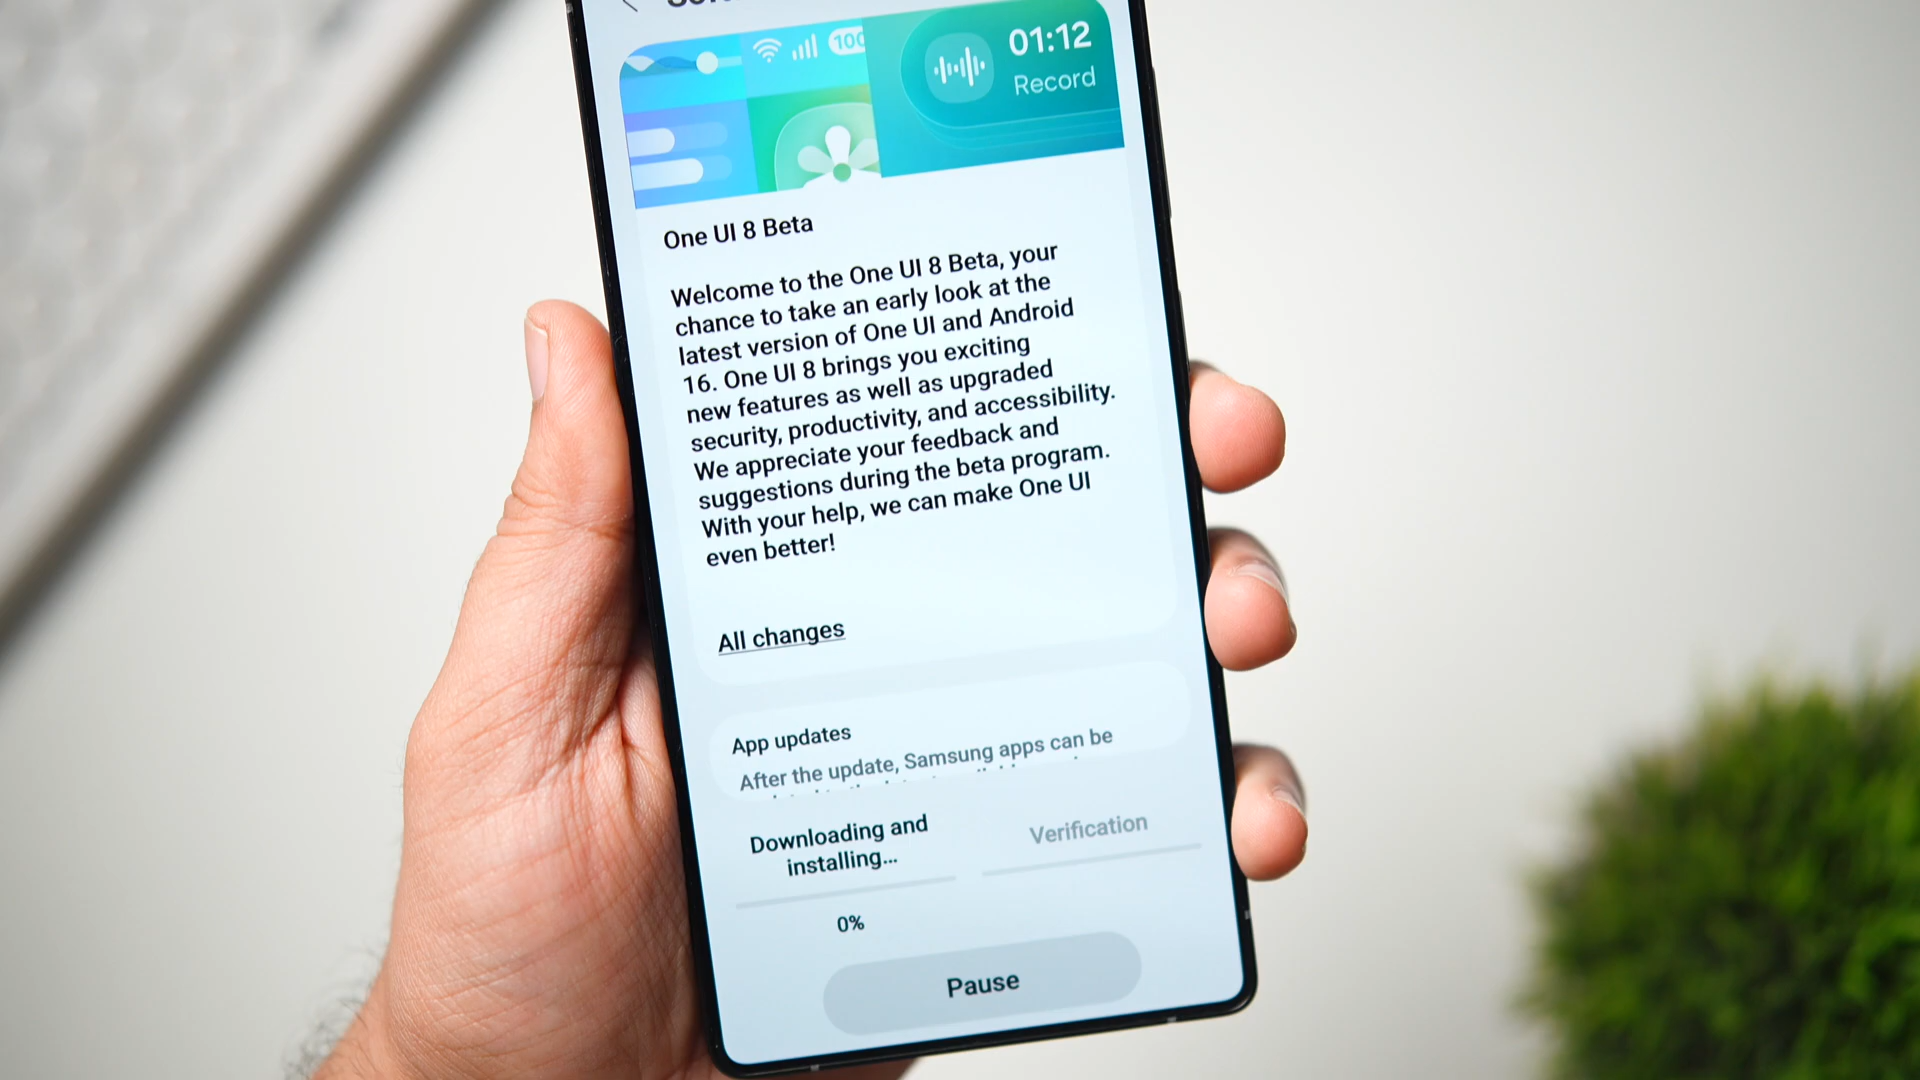 100
01:12
Record
One UI 8 Beta
Welcome to the One UI 8 Beta, your
chance to take an early look at the
latest version of One UI and Android
16. One UI 8 brings you exciting
new features as well as upgraded
security, productivity, and accessibility.
We appreciate your feedback and
suggestions during the beta program.
With your help, we can make One UI
even better!
All changes
App updates
After the update, Samsung apps can be
Downloading and
installing...
Verification
0%
Pause